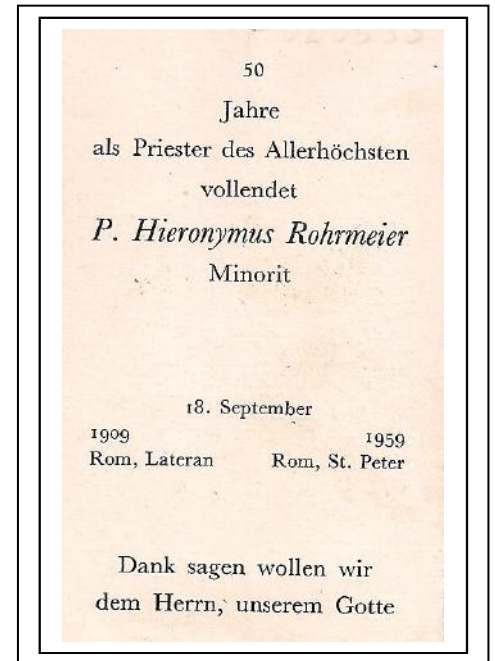 50
Jahre
als Priester des Allerhöchsten
vollendet
P. Hieronymus Rohrmeier
Minorit
18. September
1909 1959
Rom, Lateran Rom, St. Peter
Dank sagen wollen wir
dem Herrn, unserem Gotte